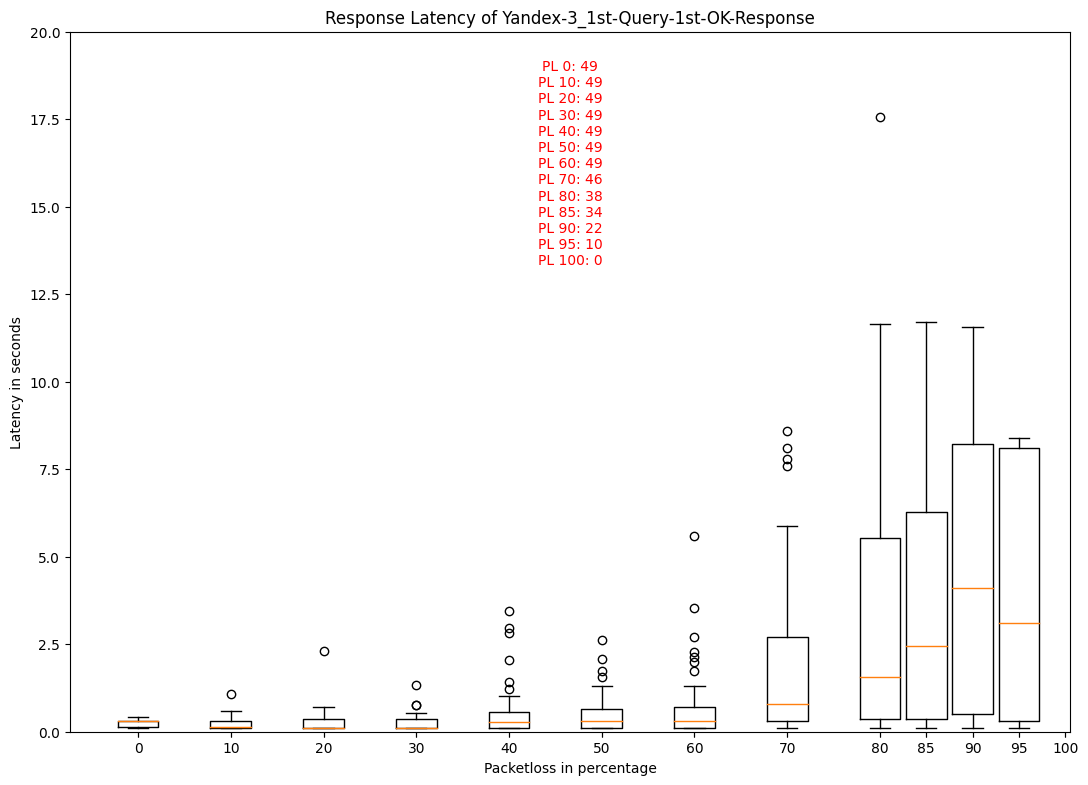 Response Latency of Yandex-3_1st-Query-1st-OK-Response
20.0
17.5
15.0
12.5
10.0
7.5
5.0
2.5
0.0
Latency in seconds
PL 0: 49
PL 10: 49
PL 20: 49
PL 30: 49
PL 40: 49
PL 50: 49
PL 60: 49
PL 70: 46
PL 80: 38
PL 85: 34
PL 90: 22
PL 95: 10
PL 100: 0
0 10 20 30 40 50 60 70 80 85 90 95 100
Packetloss in percentage